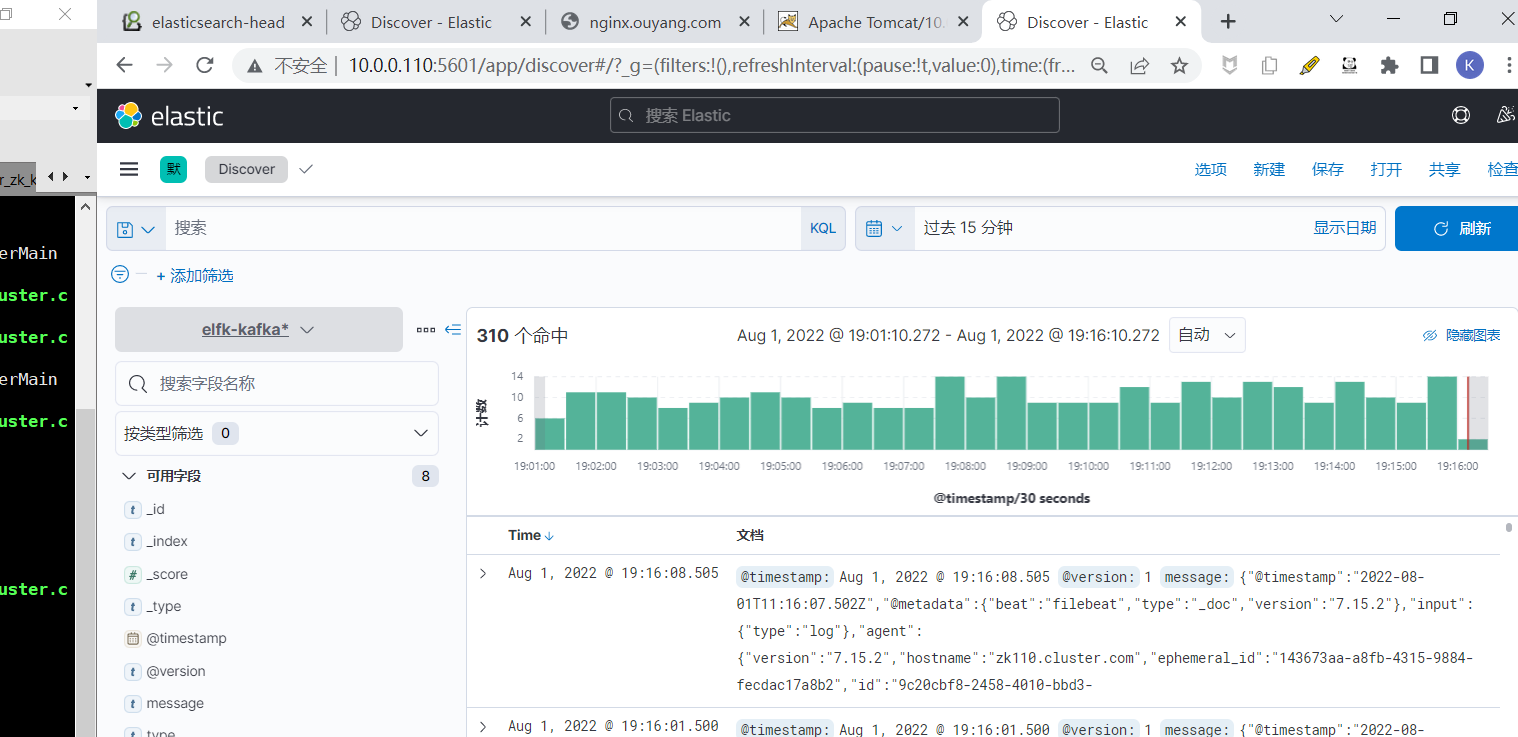 elasticsearch-head
Discover - Elastic
nginx.ouyang.com
Apache Tomcat/10.
Discover - Elastic
不安全 | 10.0.0.110:5601/app/discover#/?_g=(filters:!(),refreshInterval:(pause:!t,value:0),time:(fr...
K
elastic
搜索 Elastic
默
Discover
选项 新建 保存 打开 共享 检查
r_zk_k
搜索
KQL
过去 15 分钟
显示日期
刷新
+ 添加筛选
erMain
uster.c
uster.c
erMain
uster.c
uster.c
elfk-kafka*
搜索字段名称
按类型筛选 0
可用字段 8
t _id
t _index
# _score
t _type
@timestamp
t @version
t message
t type
310 个命中
Aug 1, 2022 @ 19:01:10.272 - Aug 1, 2022 @ 19:16:10.272
自动
隐藏图表
计数
14
10
6
2
19:01:00 19:02:00 19:03:00 19:04:00 19:05:00 19:06:00 19:07:00 19:08:00 19:09:00 19:10:00 19:11:00 19:12:00 19:13:00 19:14:00 19:15:00 19:16:00
@timestamp/30 seconds
Time 文档
Aug 1, 2022 @ 19:16:08.505
@timestamp: Aug 1, 2022 @ 19:16:08.505 @version: 1 message: {"@timestamp":"2022-08-
01T11:16:07.502Z","@metadata":{"beat":"filebeat","type":"_doc","version":"7.15.2"},"input":
{"type":"log"},"agent":
{"version":"7.15.2","hostname":"zk110.cluster.com","ephemeral_id":"143673aa-a8fb-4315-9884-
fecdac17a8b2","id":"9c20cbf8-2458-4010-bbd3-
Aug 1, 2022 @ 19:16:01.500
@timestamp: Aug 1, 2022 @ 19:16:01.500 @version: 1 message: {"@timestamp":"2022-08-